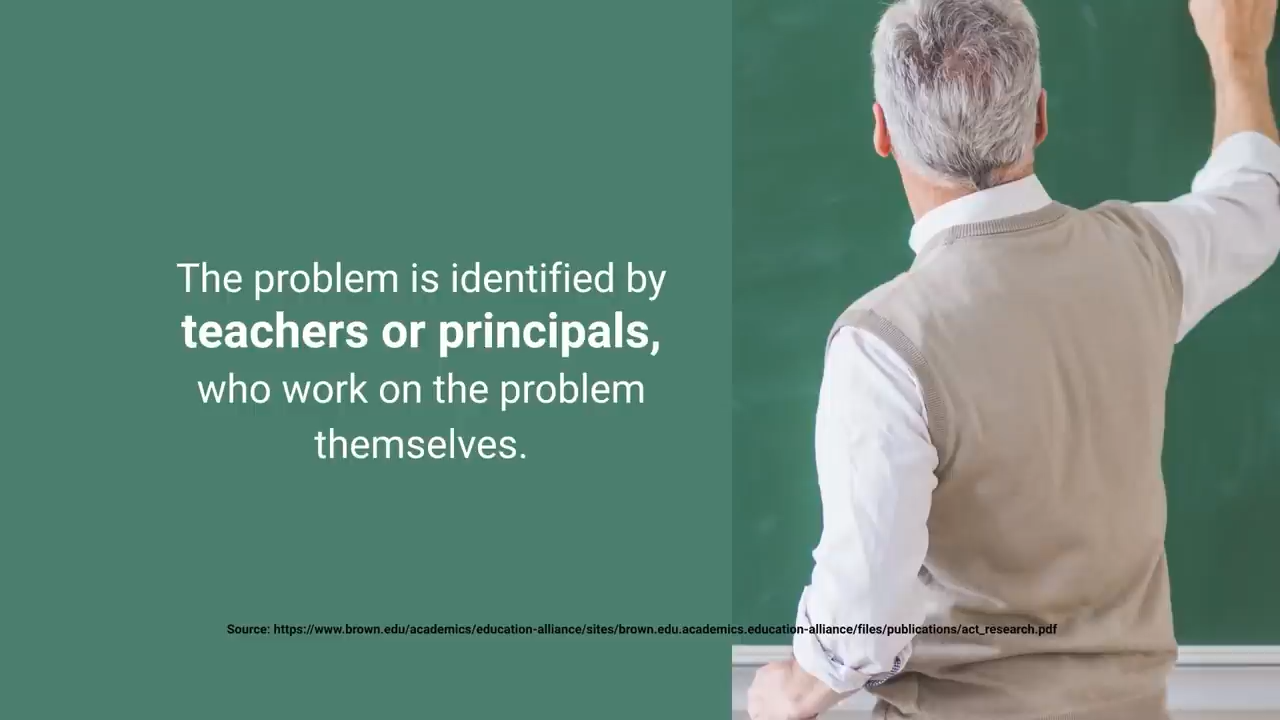 The problem is identified by
teachers or principals,
who work on the problem
themselves.
Source: https://www.brown.edu/academics/education-alliance/sites/brown.edu.academics.education-alliance/files/publications/act_research.pdf